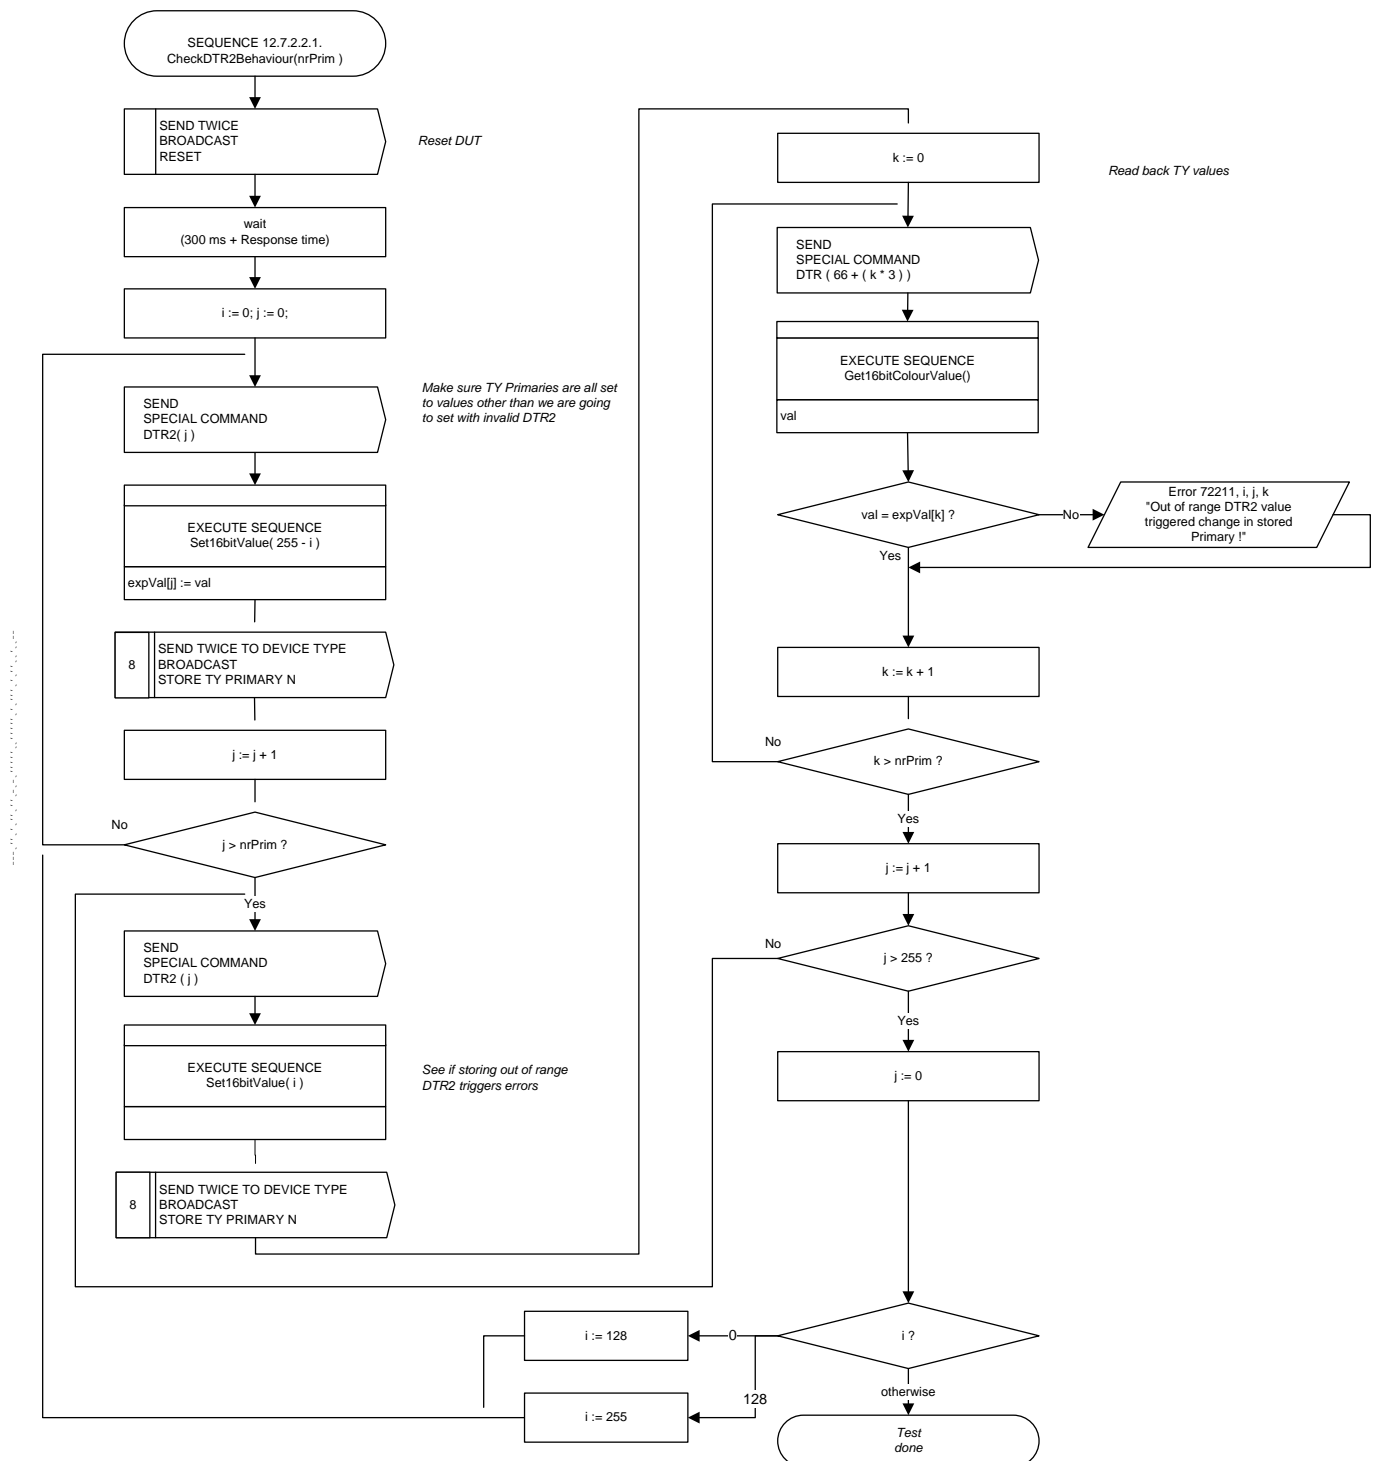 SEQUENCE 12.7.2.2.1.
CheckDTR2Behaviour(nrPrim )
SEND TWICE
BROADCAST
RESET
Reset DUT
wait
(300 ms + Response time)
i := 0; j := 0;
SEND
SPECIAL COMMAND
DTR2( j )
Make sure TY Primaries are all set
to values other than we are going
to set with invalid DTR2
EXECUTE SEQUENCE
Set16bitValue( 255 - i )
expVal[j] := val
8
SEND TWICE TO DEVICE TYPE
BROADCAST
STORE TY PRIMARY N
j := j + 1
No
j > nrPrim ?
Yes
SEND
SPECIAL COMMAND
DTR2 ( j )
EXECUTE SEQUENCE
Set16bitValue( i )
See if storing out of range
DTR2 triggers errors
8
SEND TWICE TO DEVICE TYPE
BROADCAST
STORE TY PRIMARY N
k := 0
Read back TY values
SEND
SPECIAL COMMAND
DTR ( 66 + ( k * 3 ) )
EXECUTE SEQUENCE
Get16bitColourValue()
val
val = expVal[k] ?
No
Error 72211, i, j, k
"Out of range DTR2 value
triggered change in stored
Primary !"
Yes
k := k + 1
No
k > nrPrim ?
Yes
j := j + 1
No
j > 255 ?
Yes
j := 0
i ?
0
i := 128
128
i := 255
otherwise
Test
done